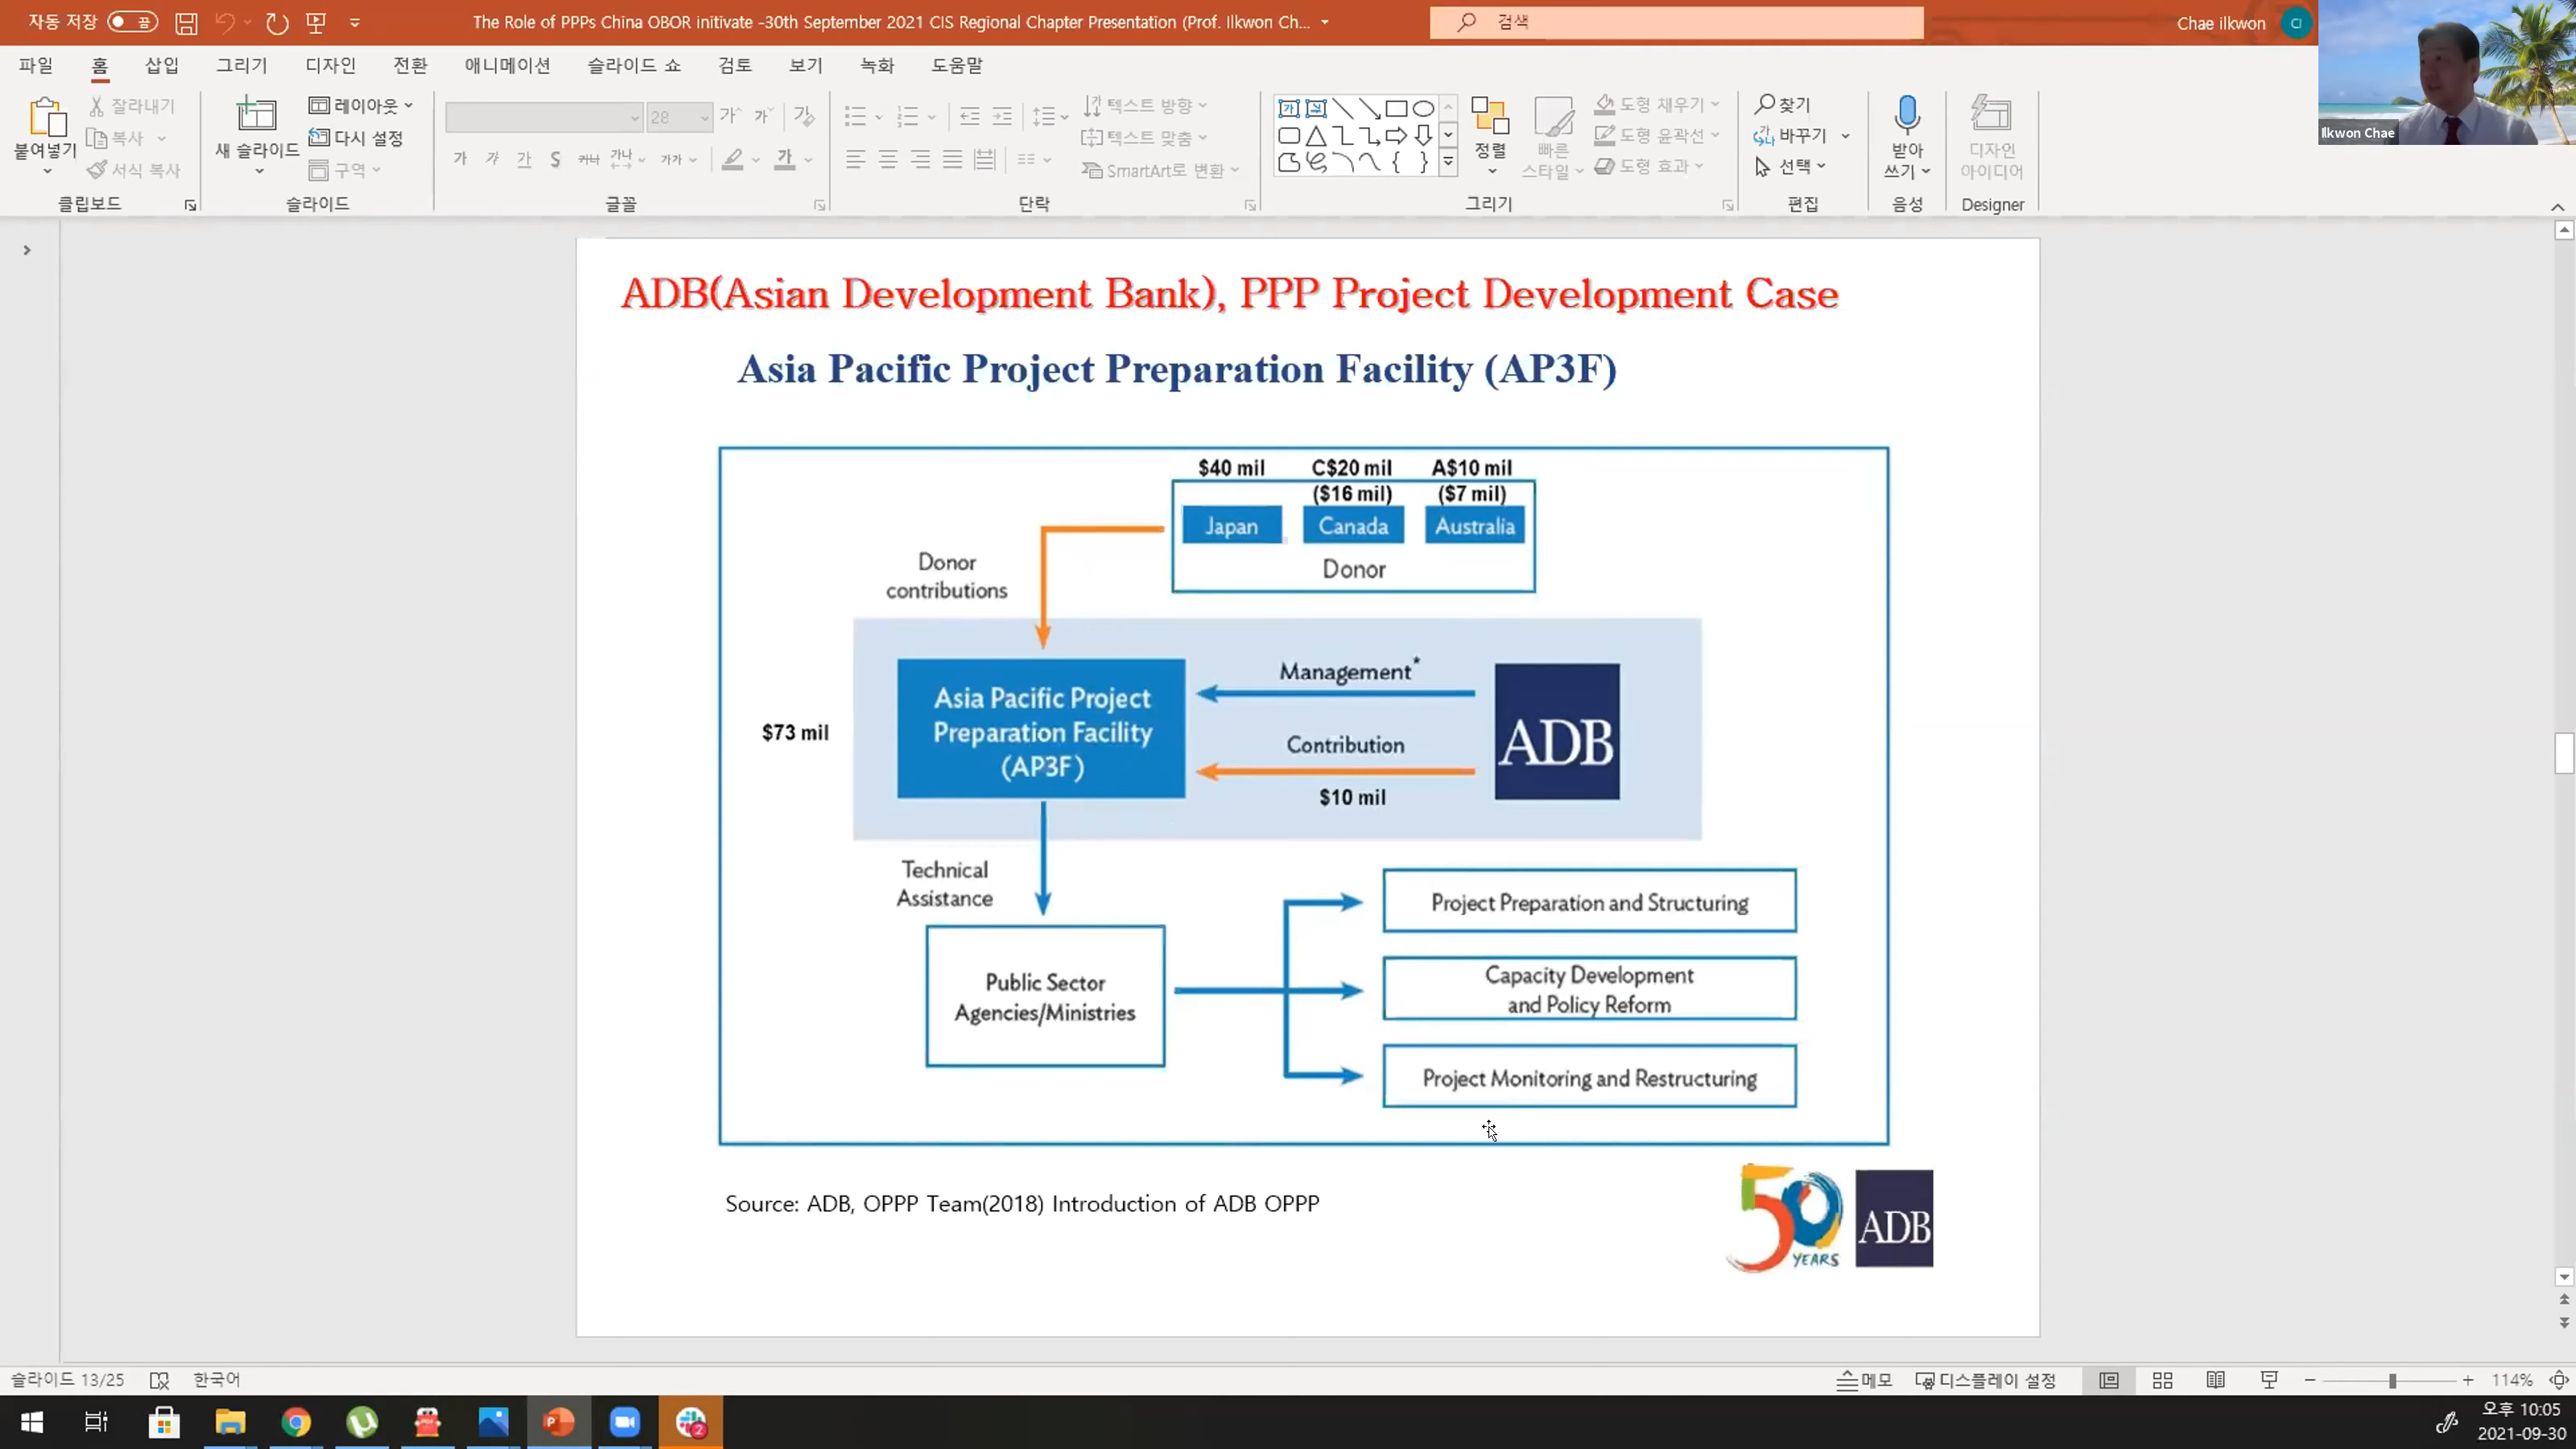 자동 저장 끔
The Role of PPPs China OBOR initivate -30th September 2021 CIS Regional Chapter Presentation (Prof. Ilkwon Ch...
검색
Chae ilkwon
CI
파일 홈 삽입 그리기 디자인 전환 애니메이션 슬라이드 쇼 검토 보기 녹화 도움말
붙여넣기
잘라내기
복사
서식 복사
클립보드
새 슬라이드
레이아웃
다시 설정
구역
슬라이드
28
글꼴
텍스트 방향
텍스트 맞춤
SmartArt로 변환
단락
정렬
빠른
스타일
도형 채우기
도형 윤곽선
도형 효과
그리기
찾기
바꾸기
선택
편집
받아
쓰기
음성
디자인
아이디어
Designer
Ilkwon Chae
ADB(Asian Development Bank), PPP Project Development Case
Asia Pacific Project Preparation Facility (AP3F)
$40 mil C$20 mil A$10 mil
($16 mil) ($7 mil)
Japan Canada Australia
Donor
Donor
contributions
$73 mil
Asia Pacific Project
Preparation Facility
(AP3F)
Management*
Contribution
$10 mil
ADB
Technical
Assistance
Public Sector
Agencies/Ministries
Project Preparation and Structuring
Capacity Development
and Policy Reform
Project Monitoring and Restructuring
Source: ADB, OPPP Team(2018) Introduction of ADB OPPP
50
YEARS
ADB
슬라이드 13/25 한국어
메모 디스플레이 설정 114%
오후 10:05
2021-09-30